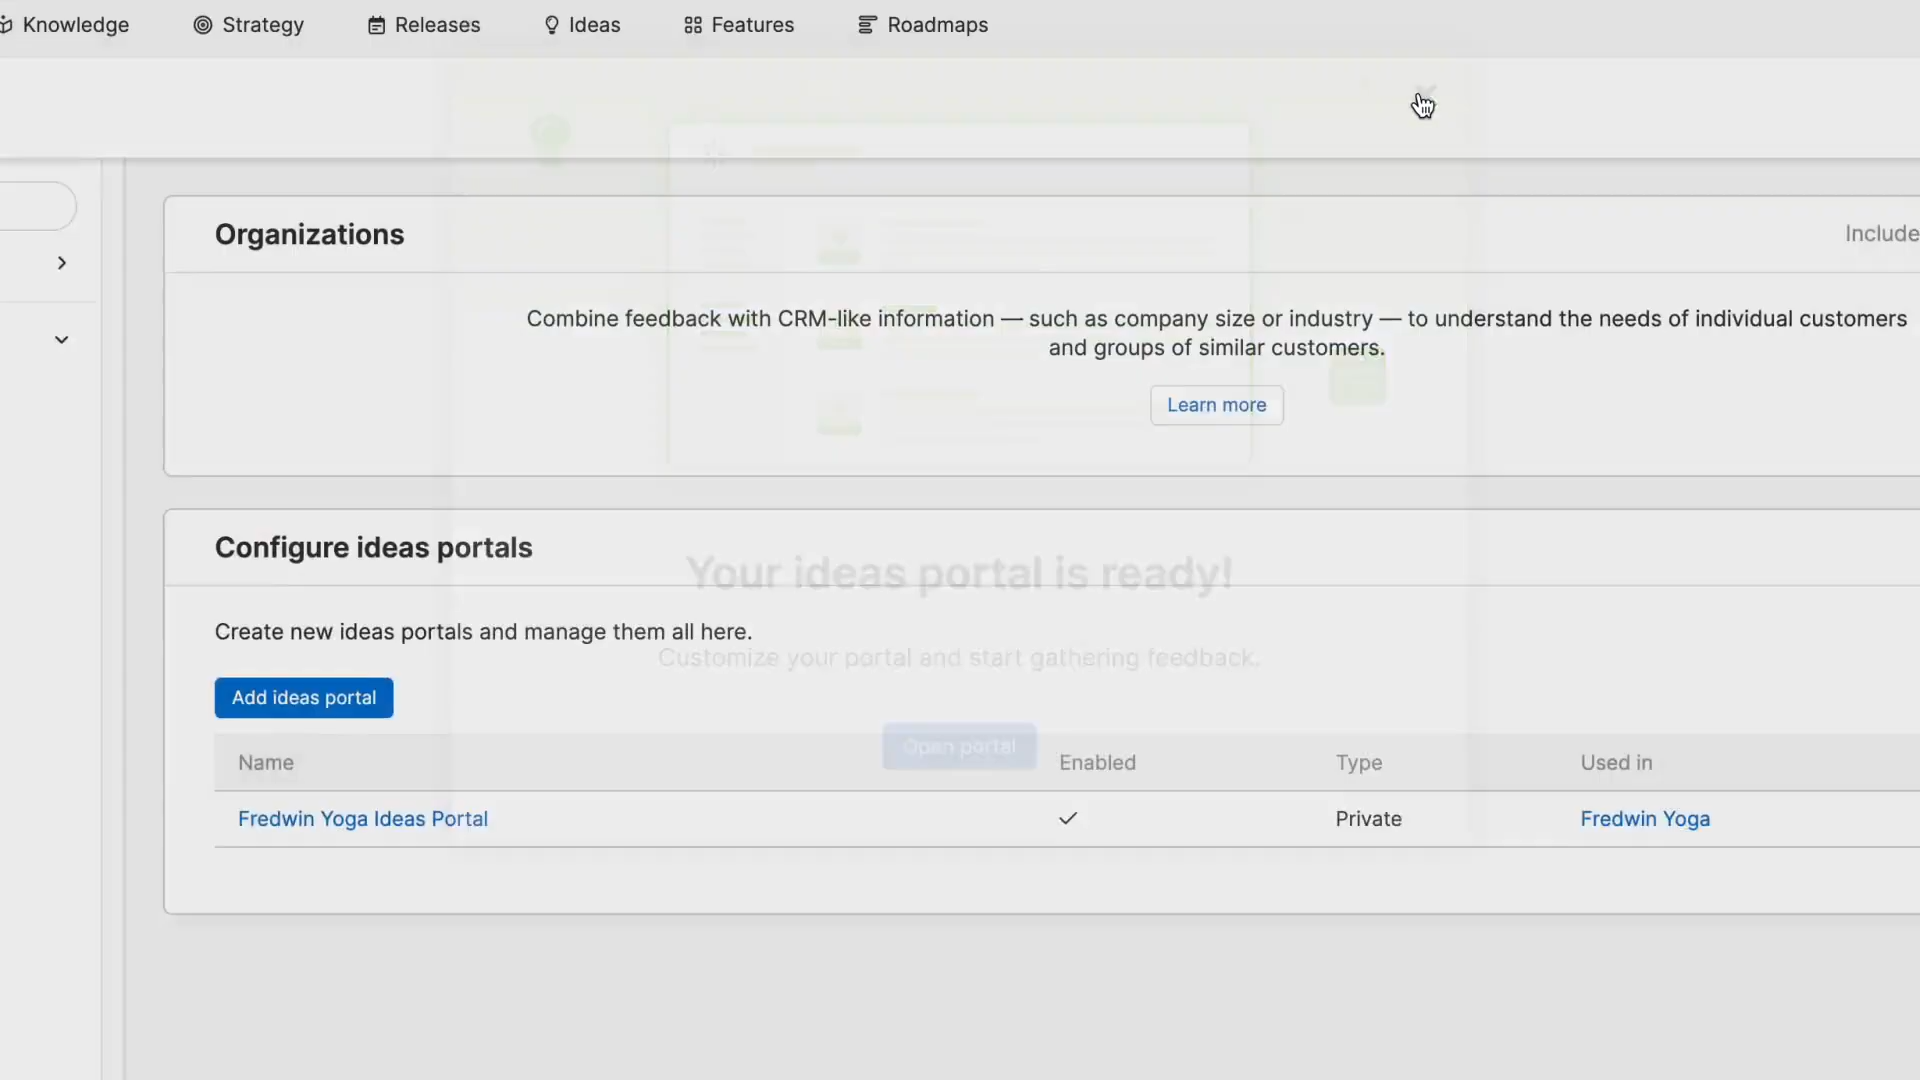 Knowledge
Strategy
Releases
Ideas
Features
Roadmaps
Organizations
Include
Combine feedback with CRM-like information — such as company size or industry — to understand the needs of individual customers
and groups of similar customers.
Learn more
Configure ideas portals
Your ideas portal is ready!
Create new ideas portals and manage them all here.
Customize your portal and start gathering feedback.
Add ideas portal
Open portal
Name Enabled Type Used in
Fredwin Yoga Ideas Portal Private Fredwin Yoga